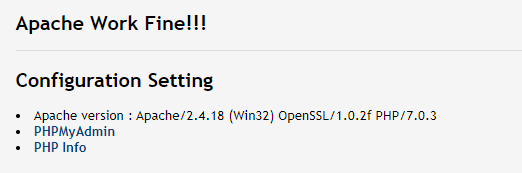 Apache Work Fine!!!
Configuration Setting
Apache version : Apache/2.4.18 (Win32) OpenSSL/1.0.2f PHP/7.0.3
PHPMyAdmin
PHP Info